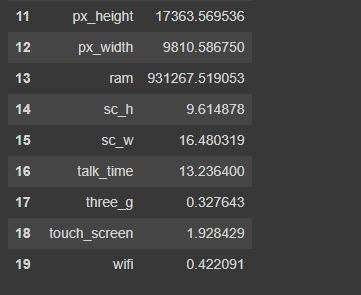 11 px_height 17363.569536
12 px_width 9810.586750
13 ram 931267.519053
14 sc_h 9.614878
15 sc_w 16.480319
16 talk_time 13.236400
17 three_g 0.327643
18 touch_screen 1.928429
19 wifi 0.422091